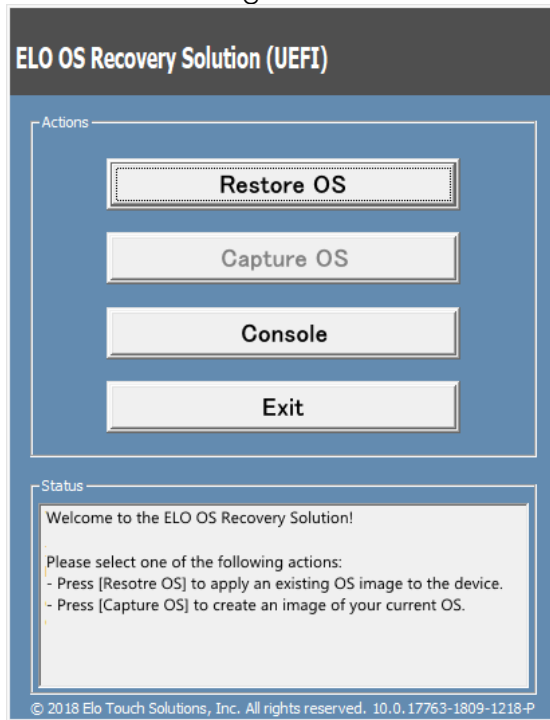 ELO OS Recovery Solution (UEFI)
Actions
Restore OS
Capture OS
Console
Exit
Status
Welcome to the ELO OS Recovery Solution!
Please select one of the following actions:
- Press [Resotre OS] to apply an existing OS image to the device.
- Press [Capture OS] to create an image of your current OS.
© 2018 Elo Touch Solutions, Inc. All rights reserved. 10.0.17763-1809-1218-P